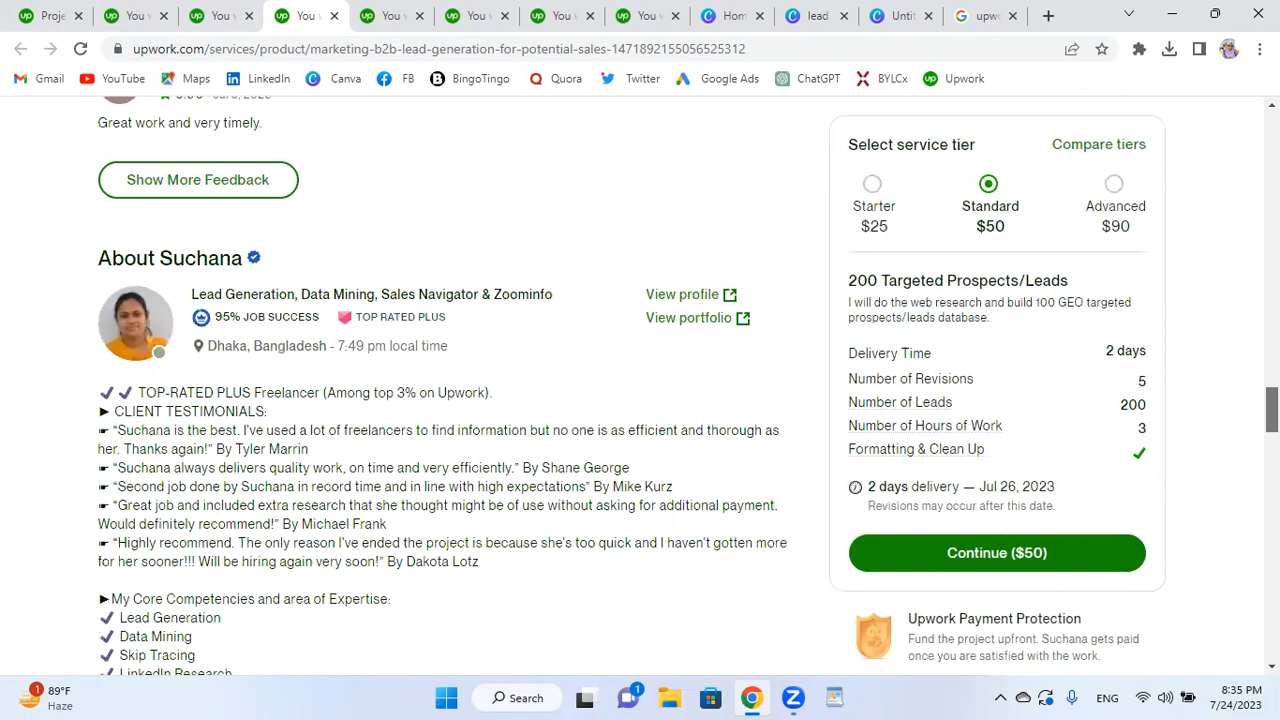 Proje
You v
You v
You v
You v
You v
You v
You v
Hom
lead
Untit
upwo
upwork.com/services/product/marketing-b2b-lead-generation-for-potential-sales-1471892155056525312
Gmail
YouTube
Maps
LinkedIn
Canva
FB
BingoTingo
Quora
Twitter
Google Ads
ChatGPT
BYLCx
Upwork
Great work and very timely.
Show More Feedback
About Suchana
Lead Generation, Data Mining, Sales Navigator & Zoominfo
View profile
95% JOB SUCCESS
TOP RATED PLUS
View portfolio
Dhaka, Bangladesh - 7:49 pm local time
✔ ✔ TOP-RATED PLUS Freelancer (Among top 3% on Upwork).
► CLIENT TESTIMONIALS:
☛ “Suchana is the best. I've used a lot of freelancers to find information but no one is as efficient and thorough as
her. Thanks again!” By Tyler Marrin
☛ “Suchana always delivers quality work, on time and very efficiently.” By Shane George
☛ “Second job done by Suchana in record time and in line with high expectations” By Mike Kurz
☛ “Great job and included extra research that she thought might be of use without asking for additional payment.
Would definitely recommend!” By Michael Frank
☛ “Highly recommend. The only reason I've ended the project is because she's too quick and I haven't gotten more
for her sooner!!! Will be hiring again very soon!” By Dakota Lotz
►My Core Competencies and area of Expertise:
✔ Lead Generation
✔ Data Mining
✔ Skip Tracing
✔ LinkedIn Research
Select service tier
Compare tiers
Starter
$25
Standard
$50
Advanced
$90
200 Targeted Prospects/Leads
I will do the web research and build 100 GEO targeted
prospects/leads database.
Delivery Time 2 days
Number of Revisions 5
Number of Leads 200
Number of Hours of Work 3
Formatting & Clean Up ✔
2 days delivery — Jul 26, 2023
Revisions may occur after this date.
Continue ($50)
Upwork Payment Protection
Fund the project upfront. Suchana gets paid
once you are satisfied with the work.
1
89°F
Haze
Search
1
ENG
8:35 PM
7/24/2023